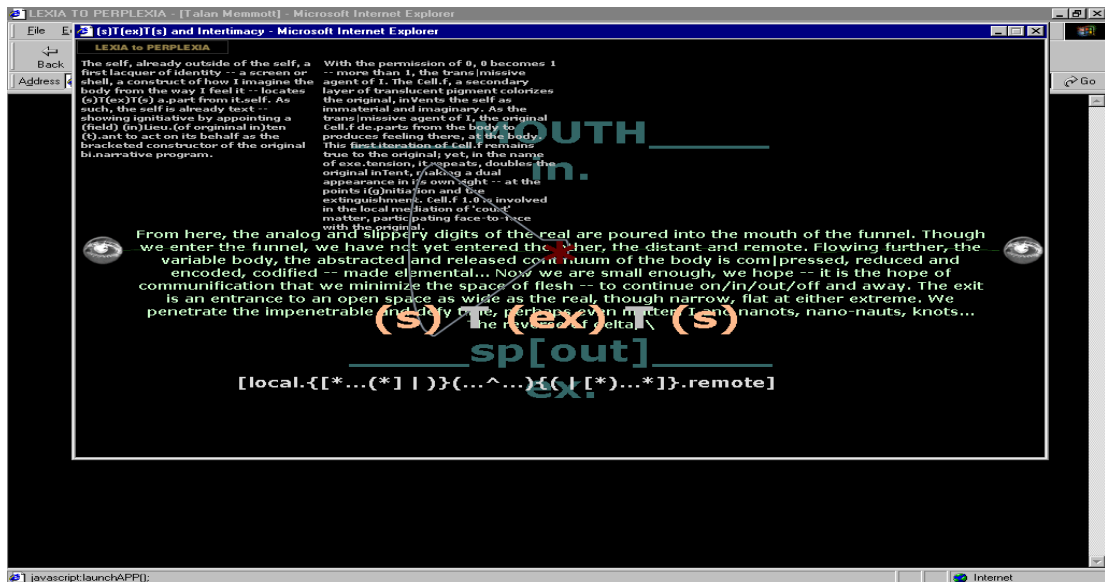 LEXIA TO PERPLEXIA - [Talan Memmott] - Microsoft Internet Explorer
File
(s)T(ex)T(s) and Intertimacy - Microsoft Internet Explorer
Back
Address
Go
LEXIA to PERPLEXIA
The self, already outside of the self, a
first lacquer of identity -- a screen or
shell, a construct of how I imagine the
body from the way I feel it -- locates
(s)T(ex)T(s) a.part from it.self. As
such, the self is already text --
showing ignitiative by appointing a
(field) (in)Lieu.(of orgininal in)ten
(t).ant to act on its behalf as the
bracketed constructor of the original
bi.narrative program.
With the permission of 0, 0 becomes 1
-- more than 1, the trans|missive
agent of I. The Cell.f, a secondary
layer of translucent pigment colorizes
the original, inVents the self as
immaterial and imaginary. As the
trans|missive agent of I, the original
Cell.f de.parts from the body to
produces feeling there, at the body.
This first iteration of Cell.f remains
true to the original; yet, in the name
of exe.tension, it repeats, doubles the
original inTent, making a dual
appearance in its own right -- at the
points i(g)nitiation and the
extinguishment. Cell.f 1.0 is involved
in the local mediation of 'count'
matter, participating face-to-face
with the original.
MOUTH______
in.
From here, the analog and slippery digits of the real are poured into the mouth of the funnel. Though
we enter the funnel, we have not yet entered the other, the distant and remote. Flowing further, the
variable body, the abstracted and released continuum of the body is com|pressed, reduced and
encoded, codified -- made elemental... Now we are small enough, we hope -- it is the hope of
communification that we minimize the space of flesh -- to continue on/in/out/off and away. The exit
is an entrance to an open space as wide as the real, though narrow, flat at either extreme. We
penetrate the impenetrable and defy time, perhaps even matter. I and nanots, nano-nauts, knots...
the reverse of delta. \
(s) T (ex) T (s)
______sp[out]______
ex.
[local.{[*...(*] | )}(...^...){( | [*)...*]}.remote]
javascript:launchAPP();
Internet